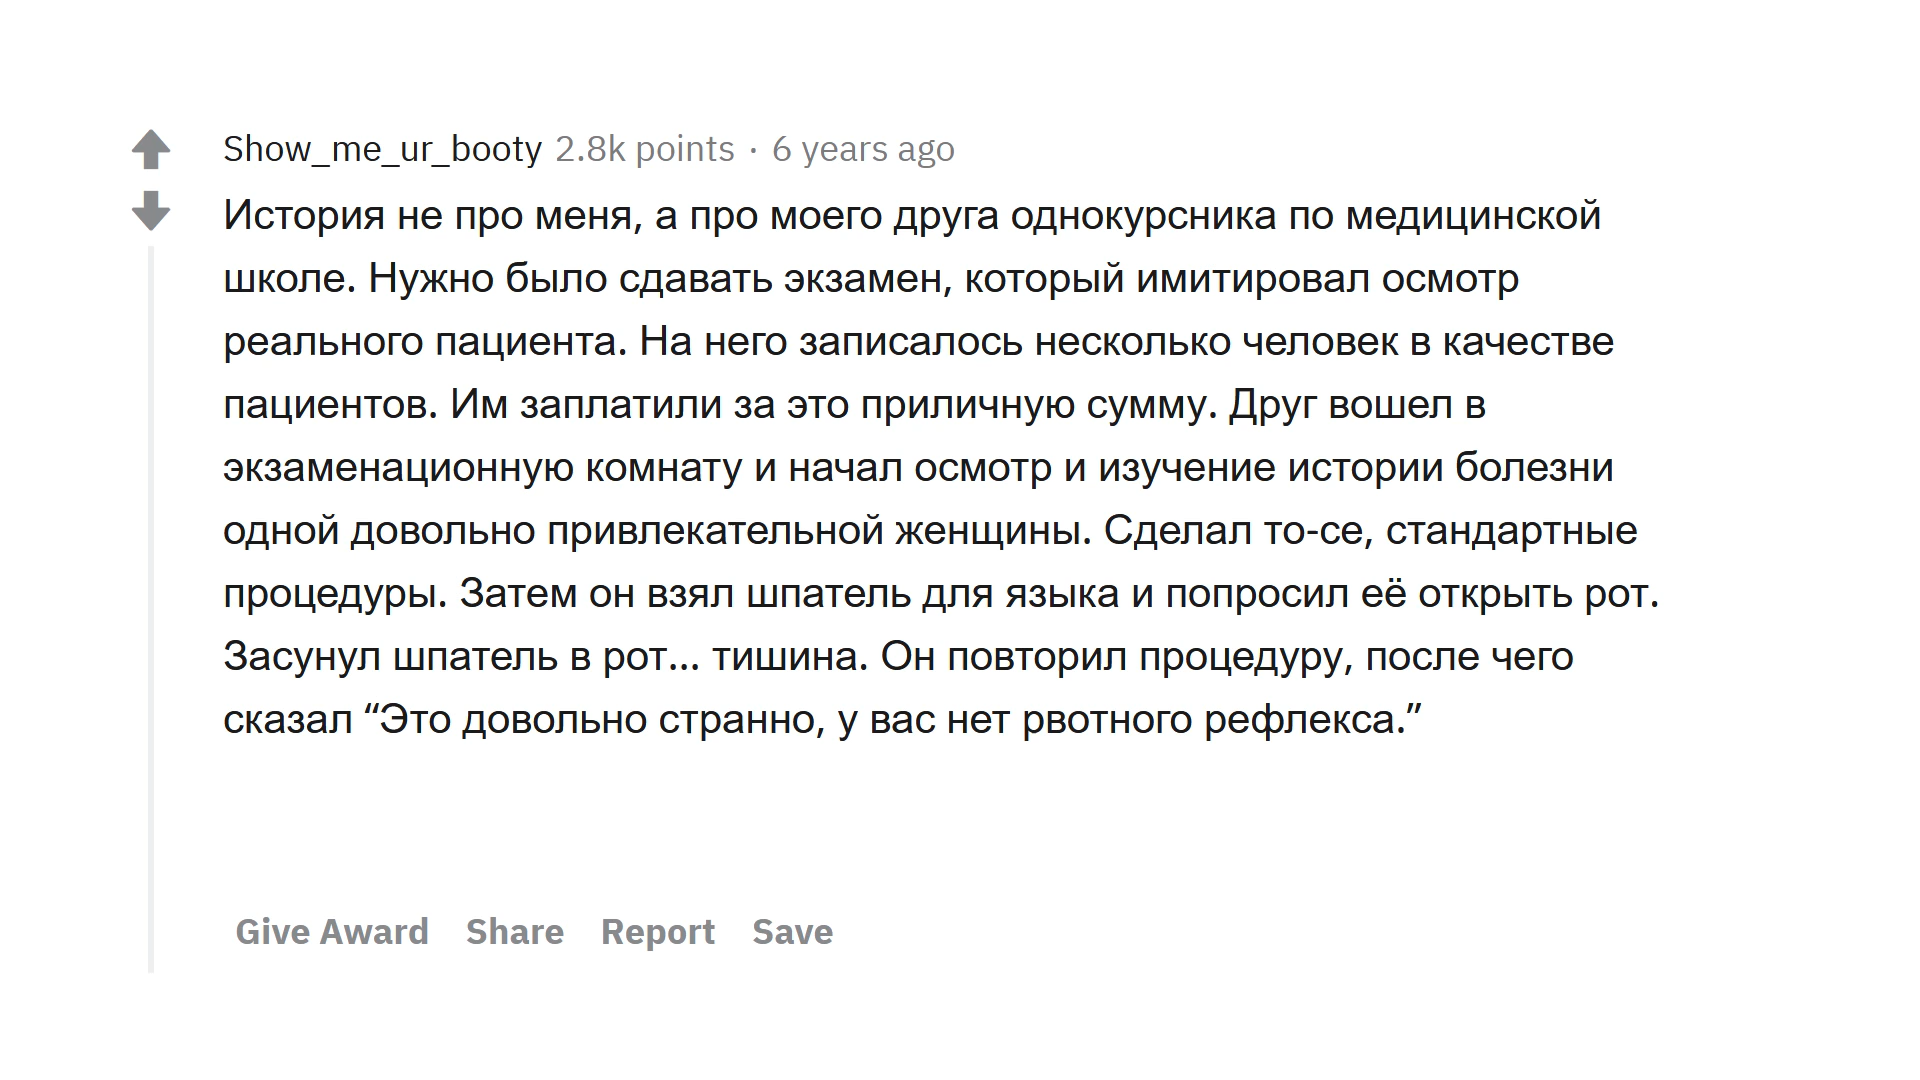 Show_me_ur_booty 2.8k points · 6 years ago
История не про меня, а про моего друга однокурсника по медицинской
школе. Нужно было сдавать экзамен, который имитировал осмотр
реального пациента. На него записалось несколько человек в качестве
пациентов. Им заплатили за это приличную сумму. Друг вошел в
экзаменационную комнату и начал осмотр и изучение истории болезни
одной довольно привлекательной женщины. Сделал то-се, стандартные
процедуры. Затем он взял шпатель для языка и попросил её открыть рот.
Засунул шпатель в рот... тишина. Он повторил процедуру, после чего
сказал “Это довольно странно, у вас нет рвотного рефлекса.”
Give Award Share Report Save